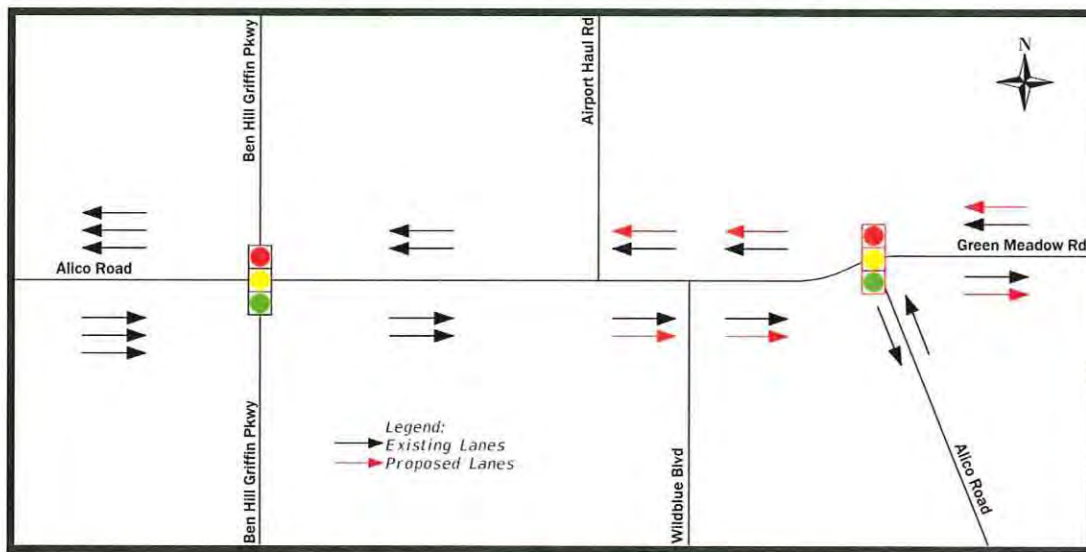 Ben Hill Griffin Pkwy
Airport Haul Rd
N
Alico Road
Green Meadow Rd
Legend:
Existing Lanes
Proposed Lanes
Ben Hill Griffin Pkwy
Wildblue Blvd
Alico Road